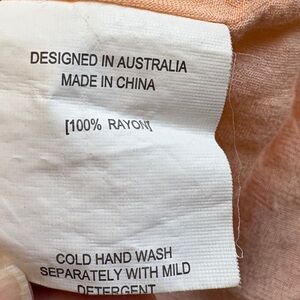 DESIGNED IN AUSTRALIA
MADE IN CHINA
[100% RAYON]
COLD HAND WASH
SEPARATELY WITH MILD
DETERGENT